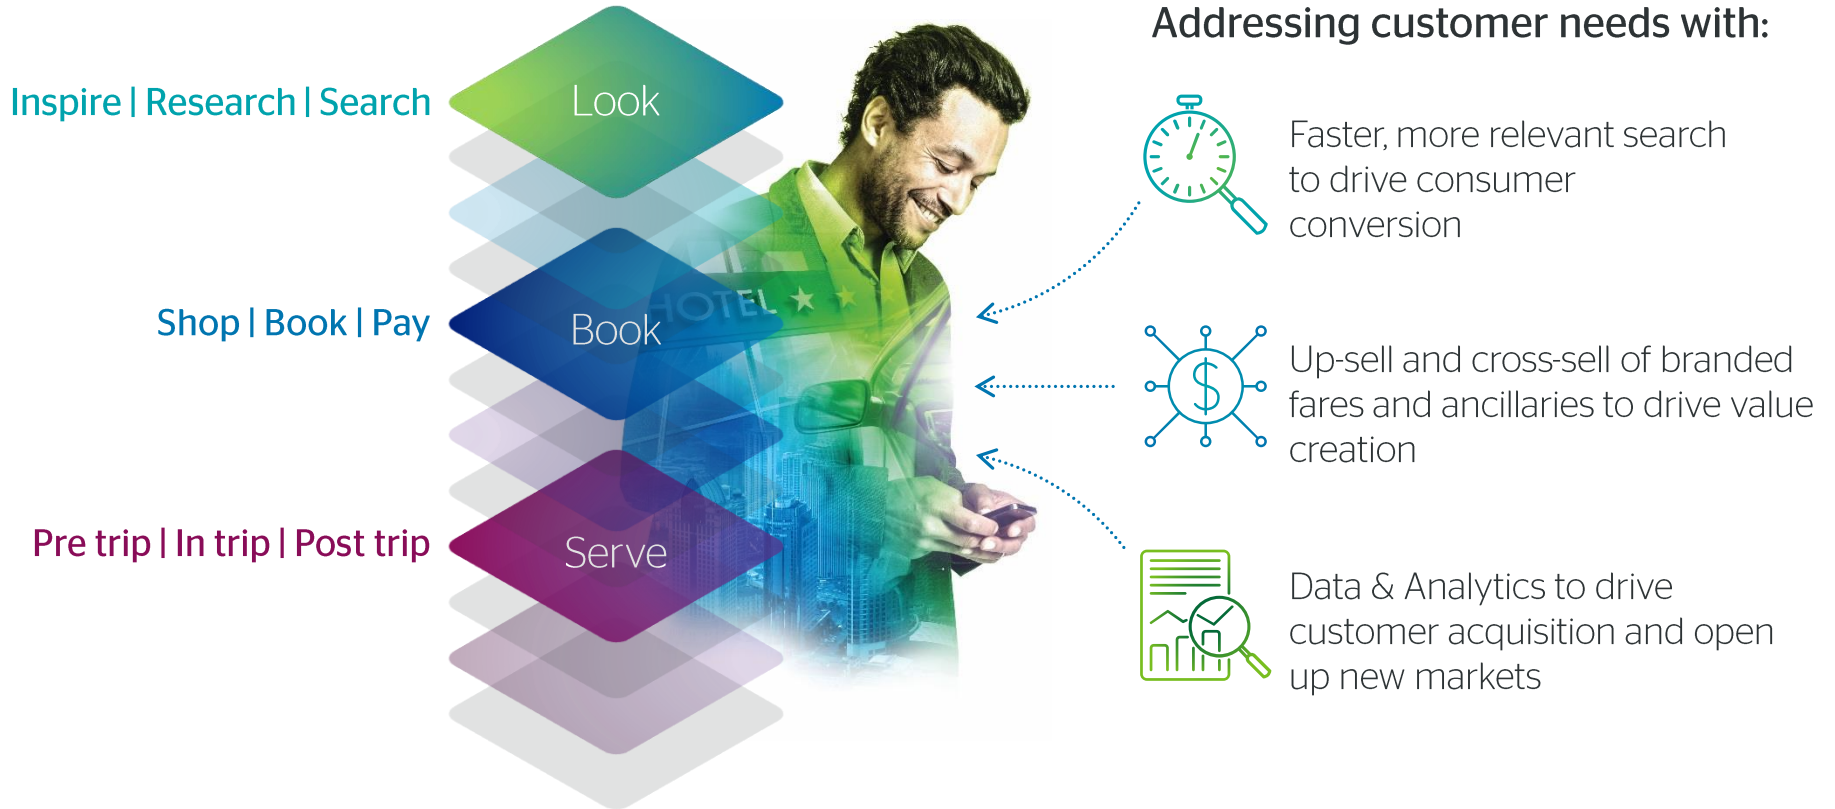 Addressing customer needs with:
Inspire | Research | Search
Look
Faster, more relevant search
to drive consumer
conversion
Shop | Book | Pay
Book
HOTEL
Up-sell and cross-sell of branded
fares and ancillaries to drive value
creation
Pre trip | In trip | Post trip
Serve
Data & Analytics to drive
customer acquisition and open
up new markets